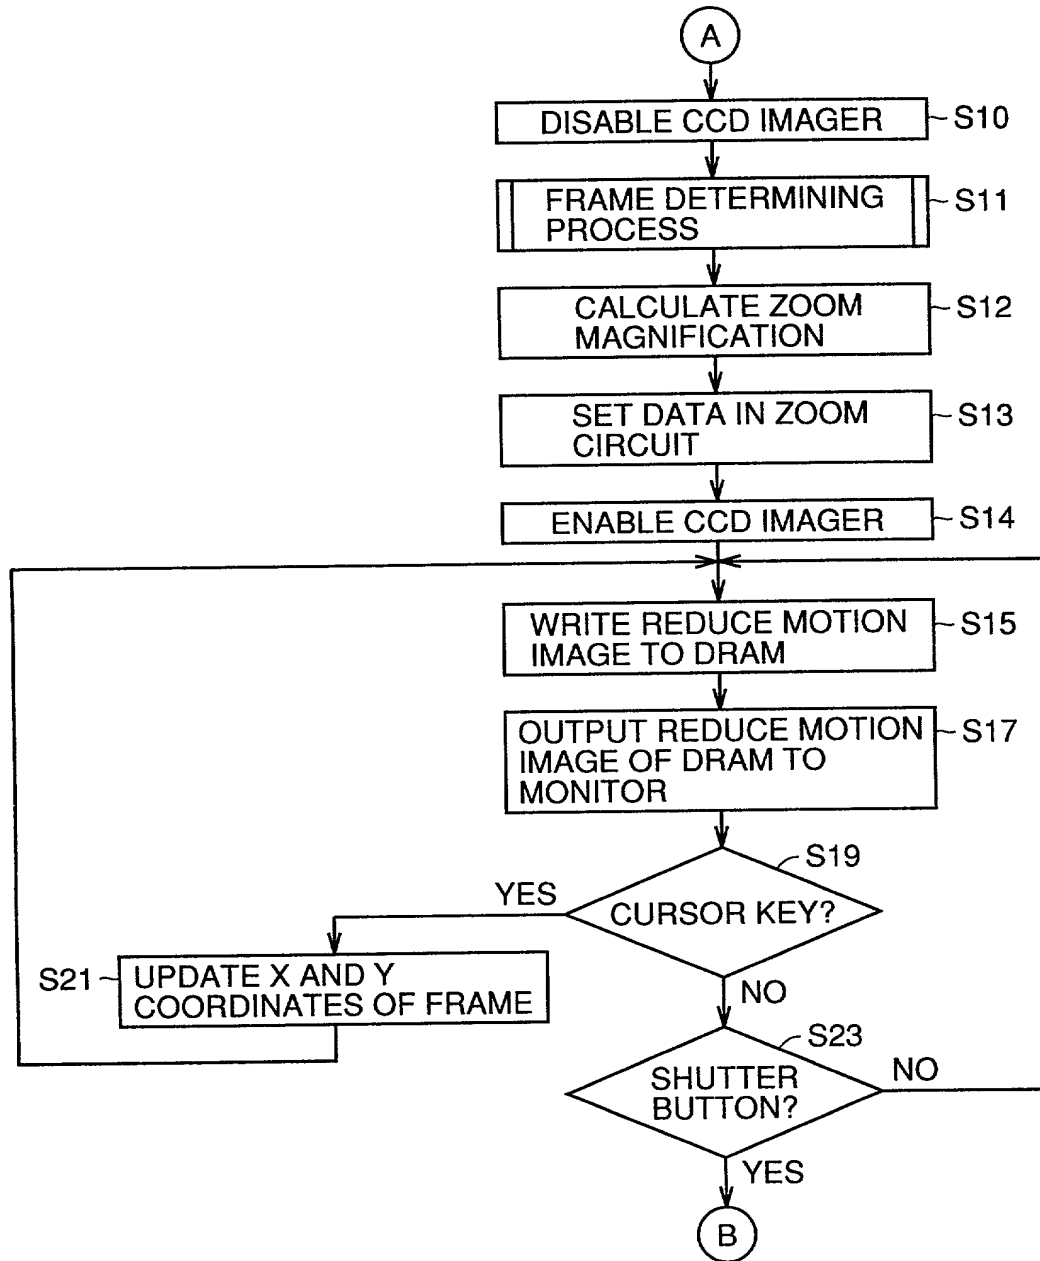 A
DISABLE CCD IMAGER
S10
FRAME DETERMINING
PROCESS
S11
CALCULATE ZOOM
MAGNIFICATION
S12
SET DATA IN ZOOM
CIRCUIT
S13
ENABLE CCD IMAGER
S14
WRITE REDUCE MOTION
IMAGE TO DRAM
S15
OUTPUT REDUCE MOTION
IMAGE OF DRAM TO
MONITOR
S17
S19
CURSOR KEY?
YES
S21
UPDATE X AND Y
COORDINATES OF FRAME
NO
S23
SHUTTER
BUTTON?
NO
YES
B